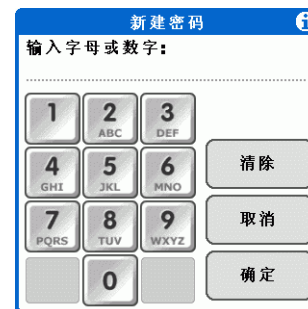 新建密码
输入字母或数字:
1 2 3
ABC DEF
4 5 6 清除
GHI JKL MNO
7 8 9 取消
PQRS TUV WXYZ
0 确定